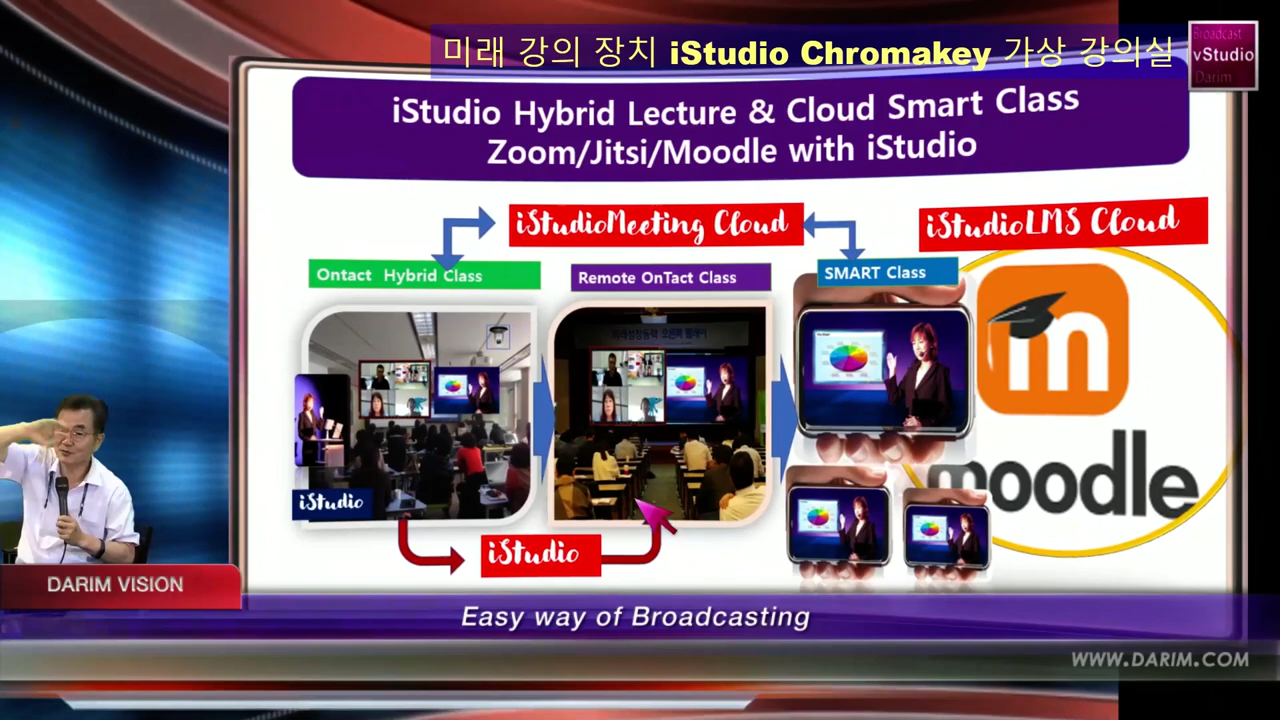 미래 강의 장치 iStudio Chromakey 가상 강의실
Broadcast
vStudio
Darim
iStudio Hybrid Lecture & Cloud Smart Class
Zoom/Jitsi/Moodle with iStudio
iStudioMeeting Cloud
iStudioLMS Cloud
Ontact Hybrid Class
Remote OnTact Class
SMART Class
m
moodle
iStudio
iStudio
DARIM VISION
Easy way of Broadcasting
WWW.DARIM.COM